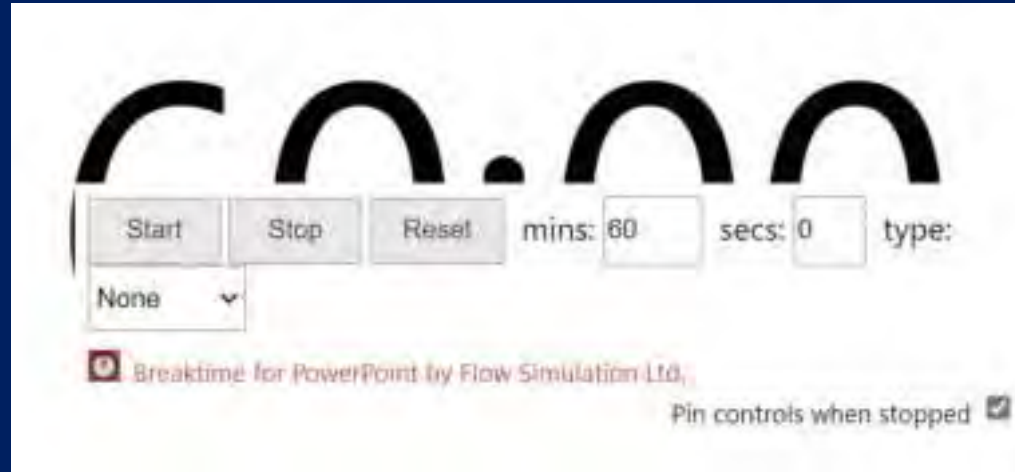 60:00
Start Stop Reset mins: 60 secs: 0 type:
None
Breaktime for PowerPoint by Flow Simulation Ltd.
Pin controls when stopped